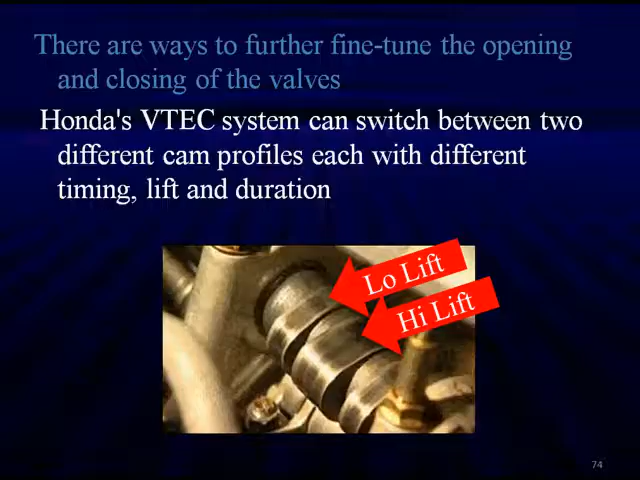 There are ways to further fine-tune the opening
and closing of the valves
Honda's VTEC system can switch between two
different cam profiles each with different
timing, lift and duration
Lo Lift
Hi Lift
74